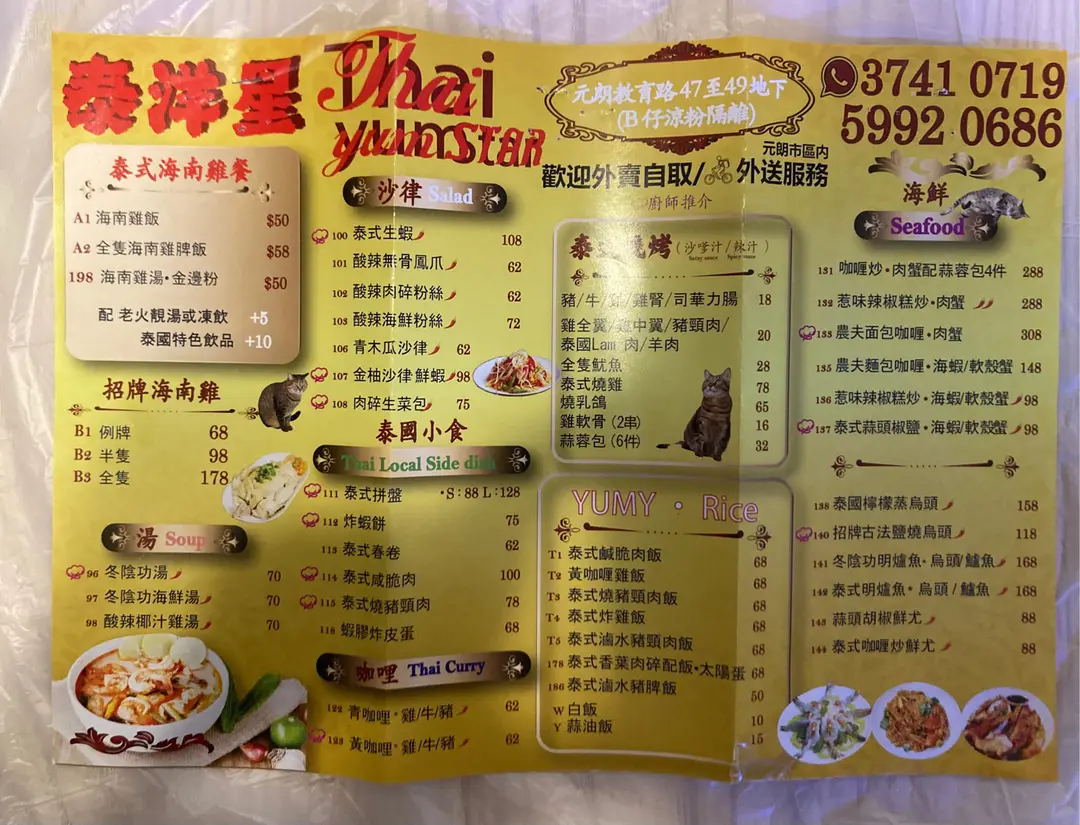 泰洋星
Thai
Thai
yum STAR
元朗教育路47至49地下
(B仔涼粉隔離)
3741 0719
5992 0686
歡迎外賣自取/外送服務
元朗市區內
廚師推介
泰式海南雞餐
A1 海南雞飯 $50
A2 全隻海南雞脾飯 $58
198 海南雞湯·金邊粉 $50
配 老火靚湯或凍飲 +5
泰國特色飲品 +10
招牌海南雞
B1 例牌 68
B2 半隻 98
B3 全隻 178
湯 Soup
96 冬陰功湯 70
97 冬陰功海鮮湯 70
98 酸辣椰汁雞湯 70
沙律 Salad
100 泰式生蝦 108
101 酸辣無骨鳳爪 62
102 酸辣肉碎粉絲 62
103 酸辣海鮮粉絲 72
106 青木瓜沙律 62
107 金柚沙律鮮蝦 98
108 肉碎生菜包 75
泰國小食
Thai Local Side dish
111 泰式拼盤 ·S:88 L:128
112 炸蝦餅 75
113 泰式春卷 62
114 泰式咸脆肉 100
115 泰式燒豬頸肉 78
118 蝦膠炸皮蛋 68
咖哩 Thai Curry
122 青咖哩·雞/牛/豬 62
123 黃咖哩·雞/牛/豬 62
泰式燒烤(沙爹汁/辣汁)
Satay sauce Spicy sauce
豬/牛/ /雞腎/司華力腸 18
雞全翼/雞中翼/豬頸肉/
泰國Lam 肉/羊肉 20
全隻魷魚 28
泰式燒雞 78
燒乳鴿 65
雞軟骨(2串) 16
蒜蓉包(6件) 32
YUMY · Rice
T1 泰式鹹脆肉飯 68
T2 黃咖喱雞飯 68
T3 泰式燒豬頸肉飯 68
T4 泰式炸雞飯 68
T5 泰式滷水豬頸肉飯 68
178 泰式香葉肉碎配飯·太陽蛋 68
186 泰式滷水豬脾飯 50
W 白飯 10
Y 蒜油飯 15
海鮮
Seafood
131 咖喱炒·肉蟹配蒜蓉包4件 288
132 惹味辣椒糕炒·肉蟹 288
133 農夫面包咖喱·肉蟹 308
135 農夫麵包咖喱·海蝦/軟殼蟹 148
136 惹味辣椒糕炒·海蝦/軟殼蟹 98
137 泰式蒜頭椒鹽·海蝦/軟殼蟹 98
138 泰國檸檬蒸烏頭 158
140 招牌古法鹽燒烏頭 118
141 冬陰功明爐魚·烏頭/鱸魚 168
142 泰式明爐魚·烏頭/鱸魚 168
143 蒜頭胡椒鮮尤 88
144 泰式咖喱炒鮮尤 88